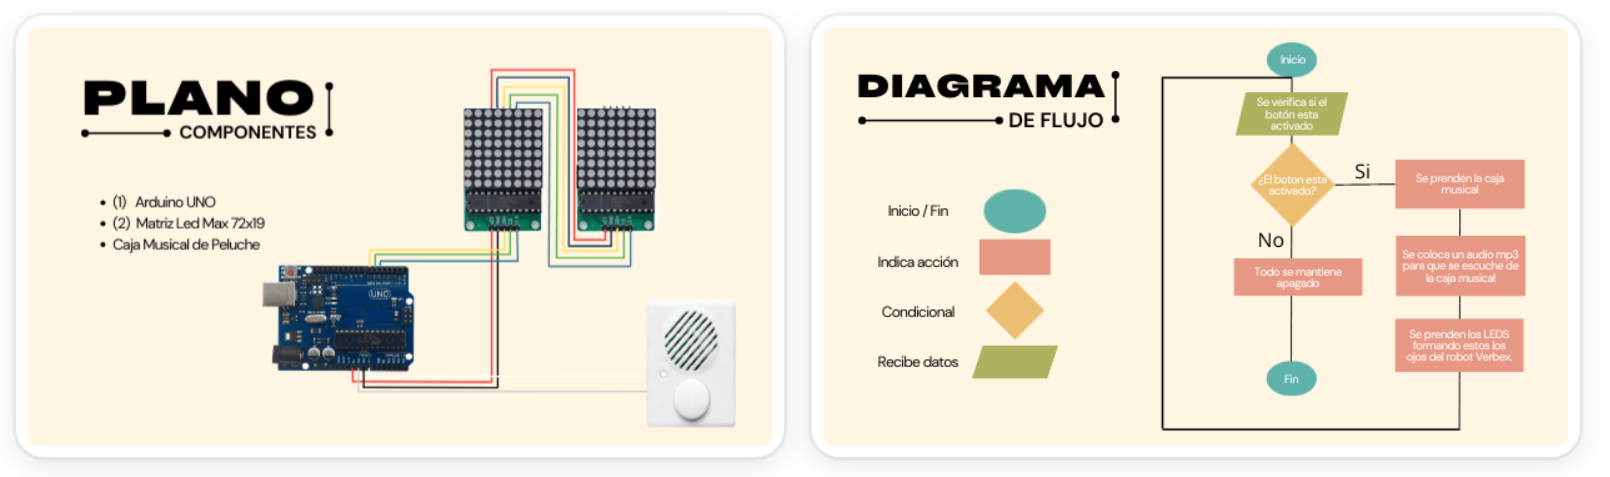 PLANO
COMPONENTES
(1) Arduino UNO
(2) Matriz Led Max 72x19
Caja Musical de Peluche
UNO
DIAGRAMA
DE FLUJO
Inicio / Fin
Indica acción
Condicional
Recibe datos
Inicio
Se verifica si el
botón esta
activado
¿El boton esta
activado?
Si
No
Todo se mantiene
apagado
Fin
Se prenden la caja
musical
Se coloca un audio mp3
para que se escuche de
la caja musical
Se prenden los LEDS
formando estos los
ojos del robot Verbex.